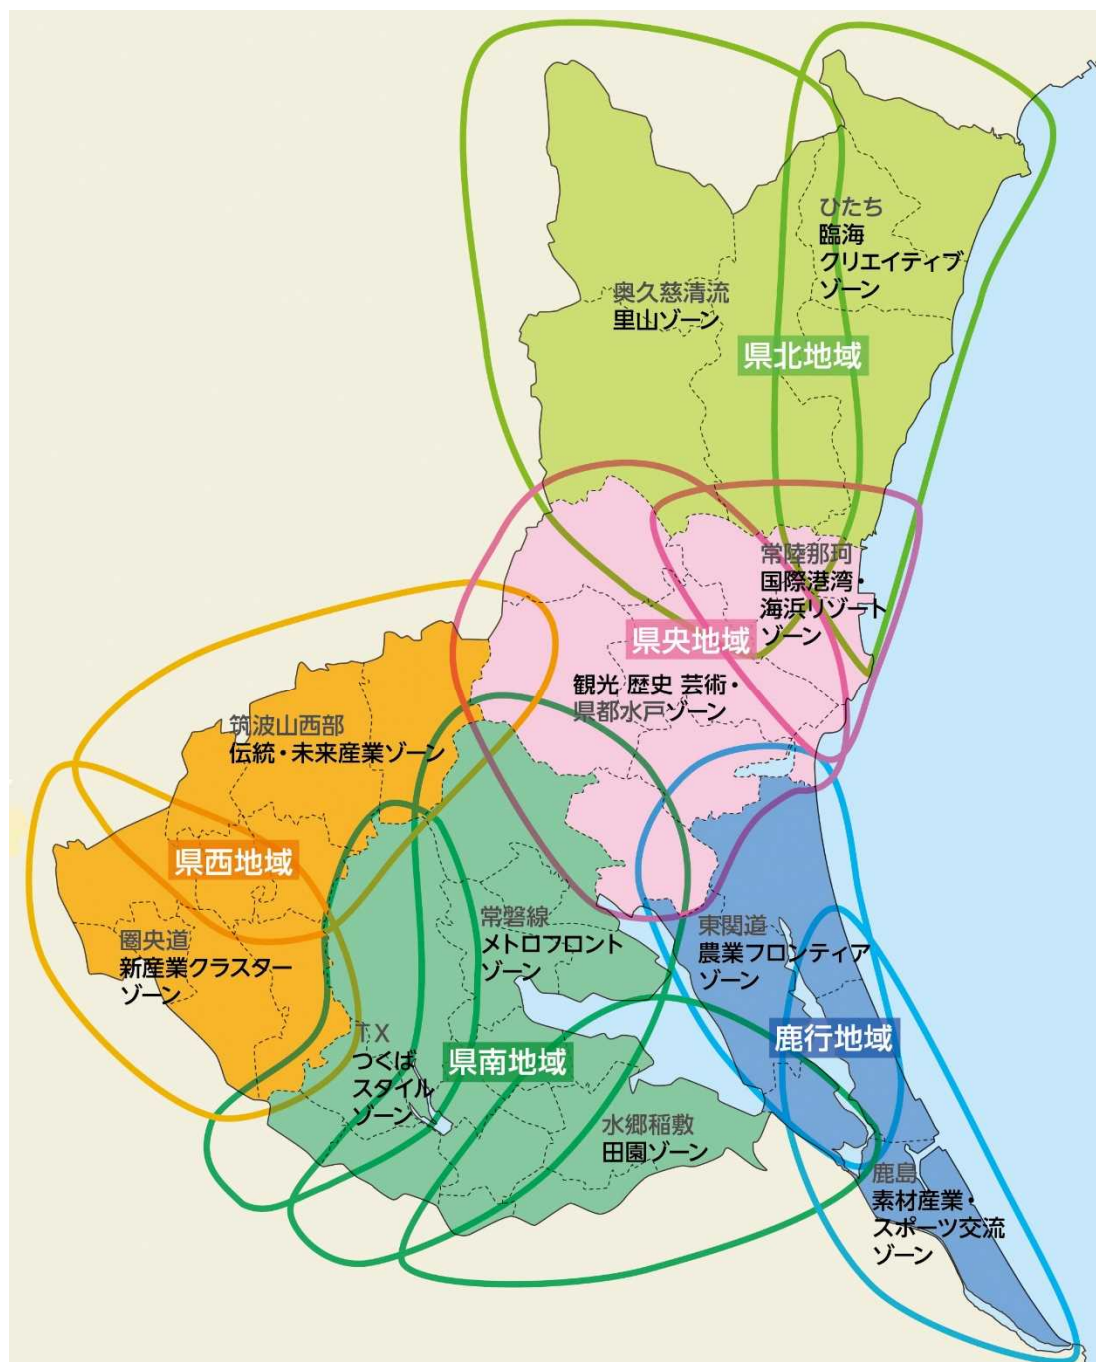 ひたち
臨海
クリエイティブ
ゾーン
奥久慈清流
里山ゾーン
県北地域
常陸那珂
国際港湾・
海浜リゾート
ゾーン
県央地域
観光 歴史 芸術・
県都水戸ゾーン
筑波山西部
伝統・未来産業ゾーン
県西地域
圏央道
新産業クラスター
ゾーン
常磐線
メトロフロント
ゾーン
東関道
農業フロンティア
ゾーン
鹿行地域
TX
つくば
スタイル
ゾーン
県南地域
水郷稲敷
田園ゾーン
鹿島
素材産業・
スポーツ交流
ゾーン